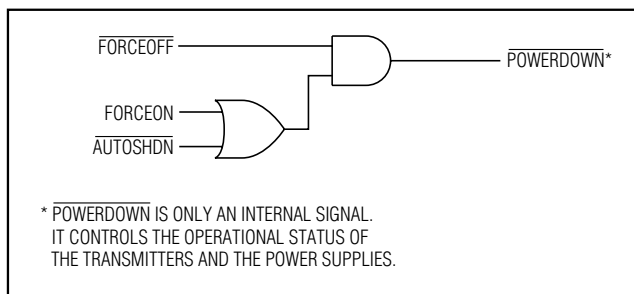 FORCEOFF
POWERDOWN*
FORCEON
AUTOSHDN
* POWERDOWN IS ONLY AN INTERNAL SIGNAL.
IT CONTROLS THE OPERATIONAL STATUS OF
THE TRANSMITTERS AND THE POWER SUPPLIES.